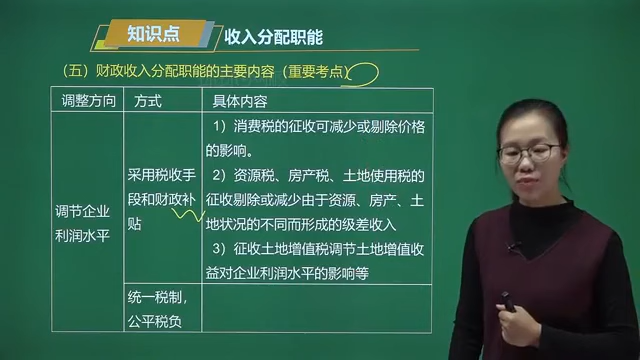 知识点 收入分配职能
（五）财政收入分配职能的主要内容（重要考点）
调整方向 方式 具体内容
调节企业
利润水平
采用税收手
段和财政补
贴
1）消费税的征收可减少或剔除价格
的影响。
2）资源税、房产税、土地使用税的
征收剔除或减少由于资源、房产、土
地状况的不同而形成的级差收入
3）征收土地增值税调节土地增值收
益对企业利润水平的影响等
统一税制，
公平税负